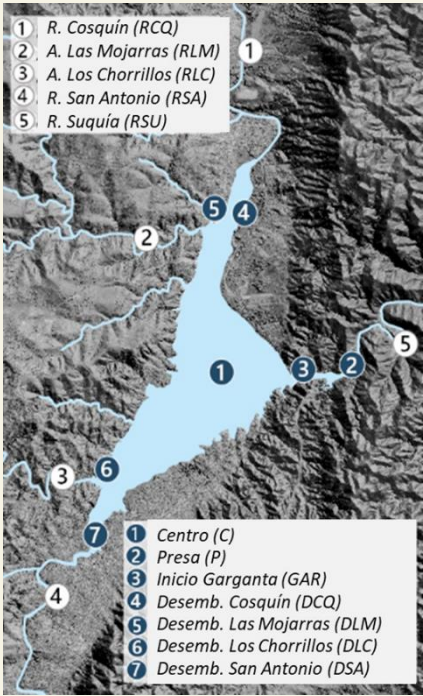 1 R. Cosquín (RCQ)
2 A. Las Mojarras (RLM)
3 A. Los Chorrillos (RLC)
4 R. San Antonio (RSA)
5 R. Suquía (RSU)
1
5
4
2
1
3
2
5
3
6
7
4
1 Centro (C)
2 Presa (P)
3 Inicio Garganta (GAR)
4 Desemb. Cosquín (DCQ)
5 Desemb. Las Mojarras (DLM)
6 Desemb. Los Chorrillos (DLC)
7 Desemb. San Antonio (DSA)